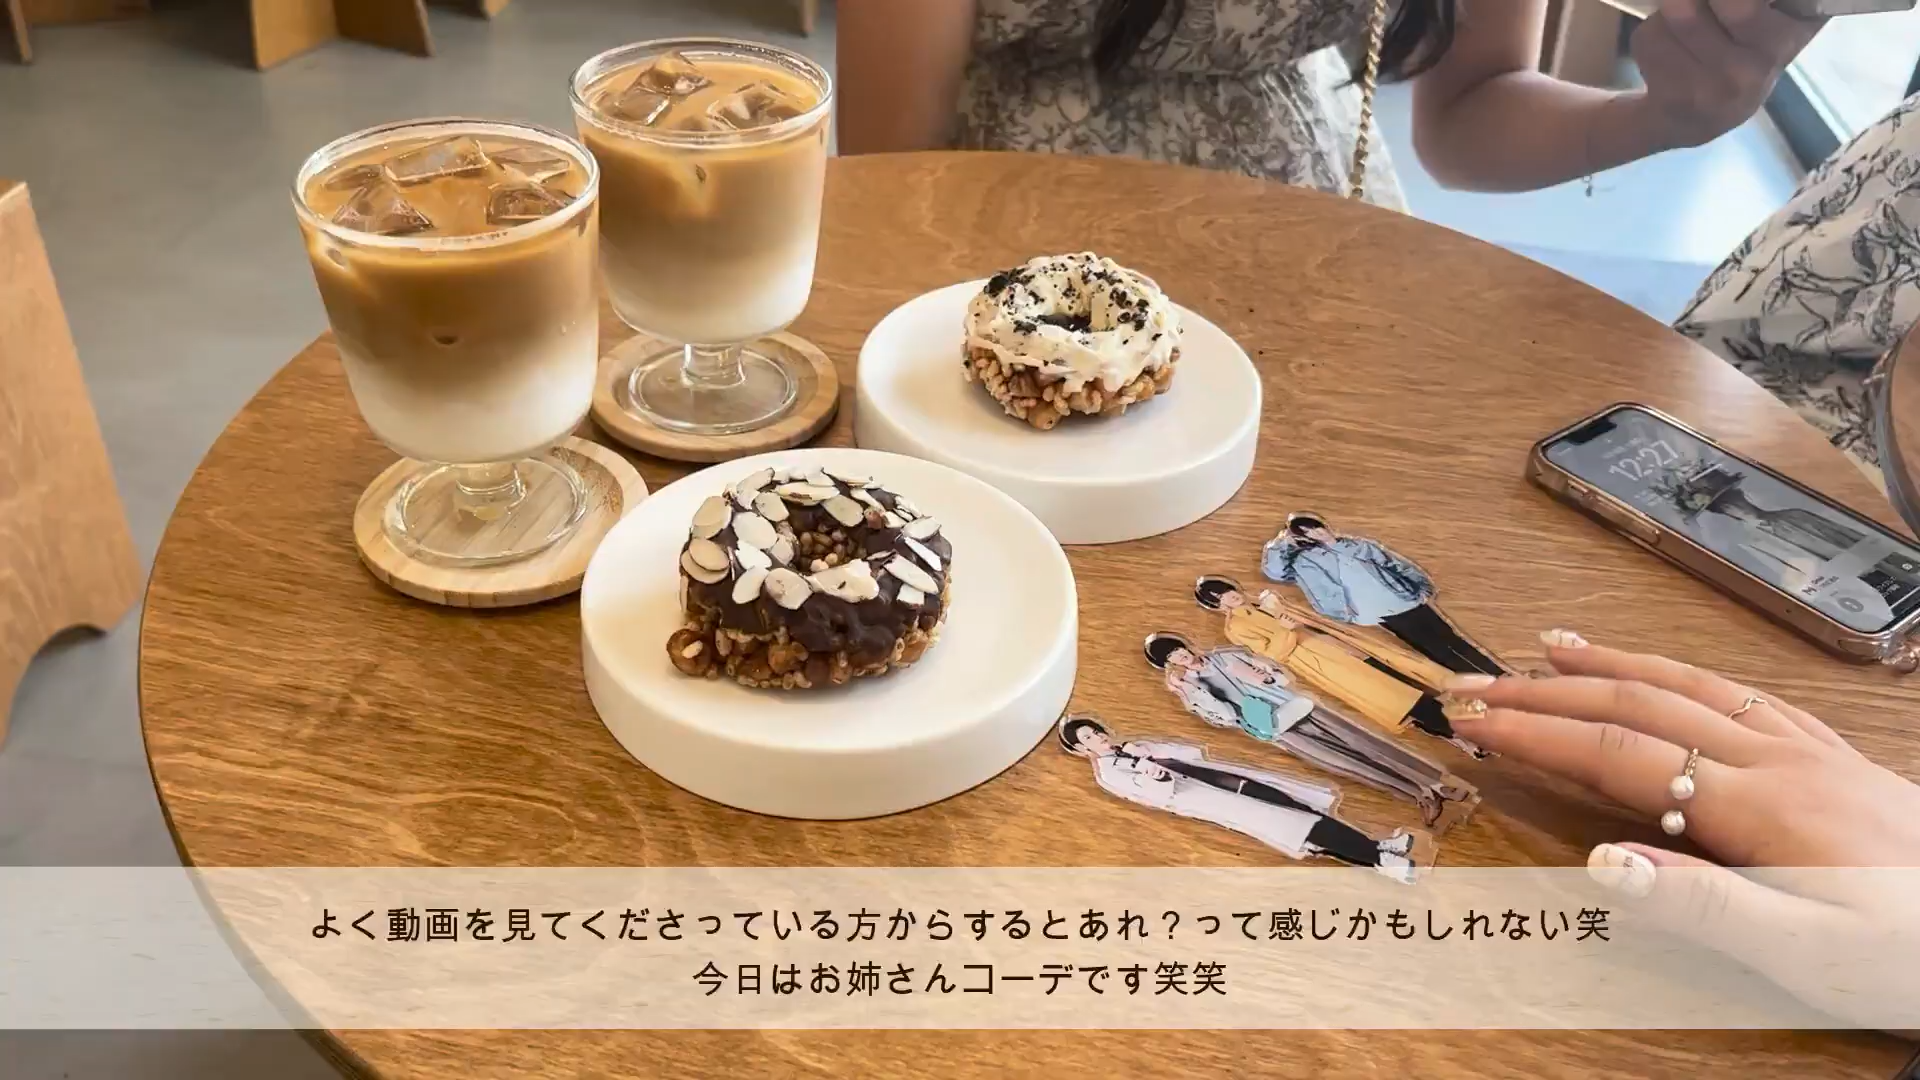 12:27
よく動画を見てくださっている方からするとあれ？って感じかもしれない笑
今日はお姉さんコーデです笑笑